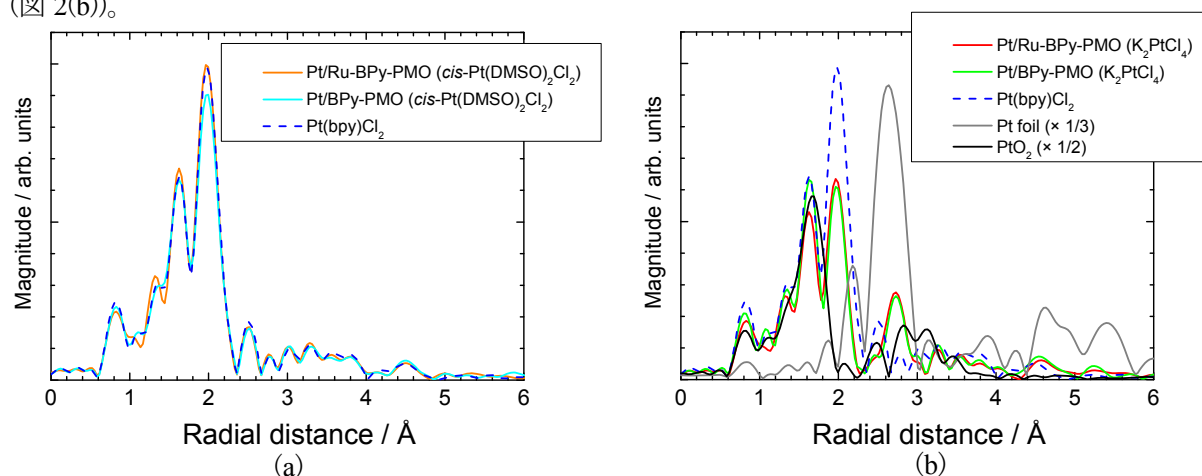 (図 2(b))。
Pt/Ru-BPy-PMO (cis-Pt(DMSO)₂Cl₂)
Pt/BPy-PMO (cis-Pt(DMSO)₂Cl₂)
Pt(bpy)Cl₂
Magnitude / arb. units
0 1 2 3 4 5 6
Radial distance / Å
(a)
Pt/Ru-BPy-PMO (K₂PtCl₄)
Pt/BPy-PMO (K₂PtCl₄)
Pt(bpy)Cl₂
Pt foil (× 1/3)
PtO₂ (× 1/2)
Magnitude / arb. units
0 1 2 3 4 5 6
Radial distance / Å
(b)